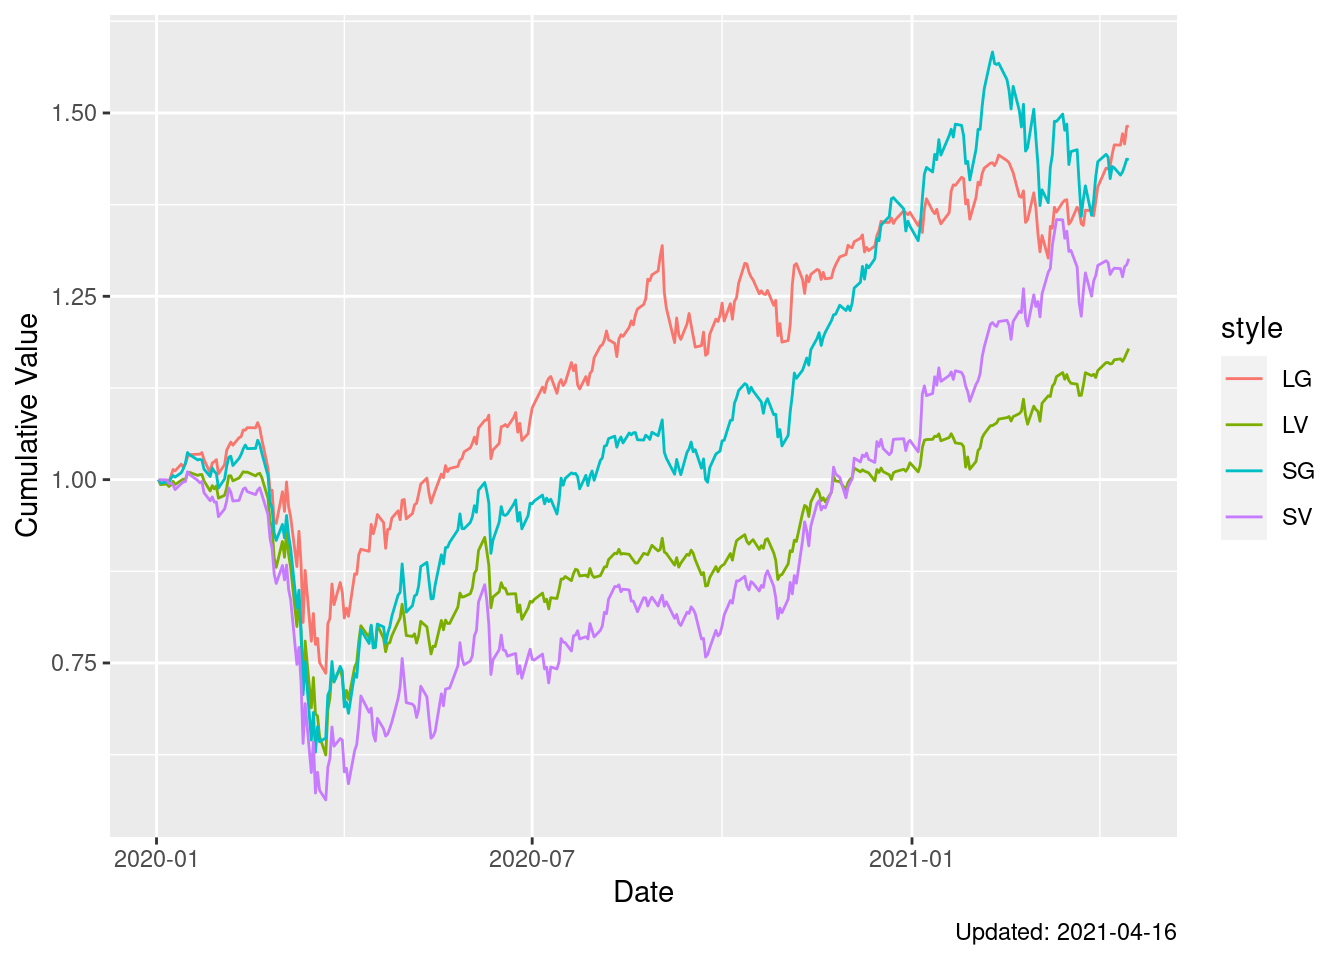 1.50
1.25
1.00
0.75
Cumulative Value
2020-01
2020-07
2021-01
Date
style
LG
LV
SG
SV
Updated: 2021-04-16